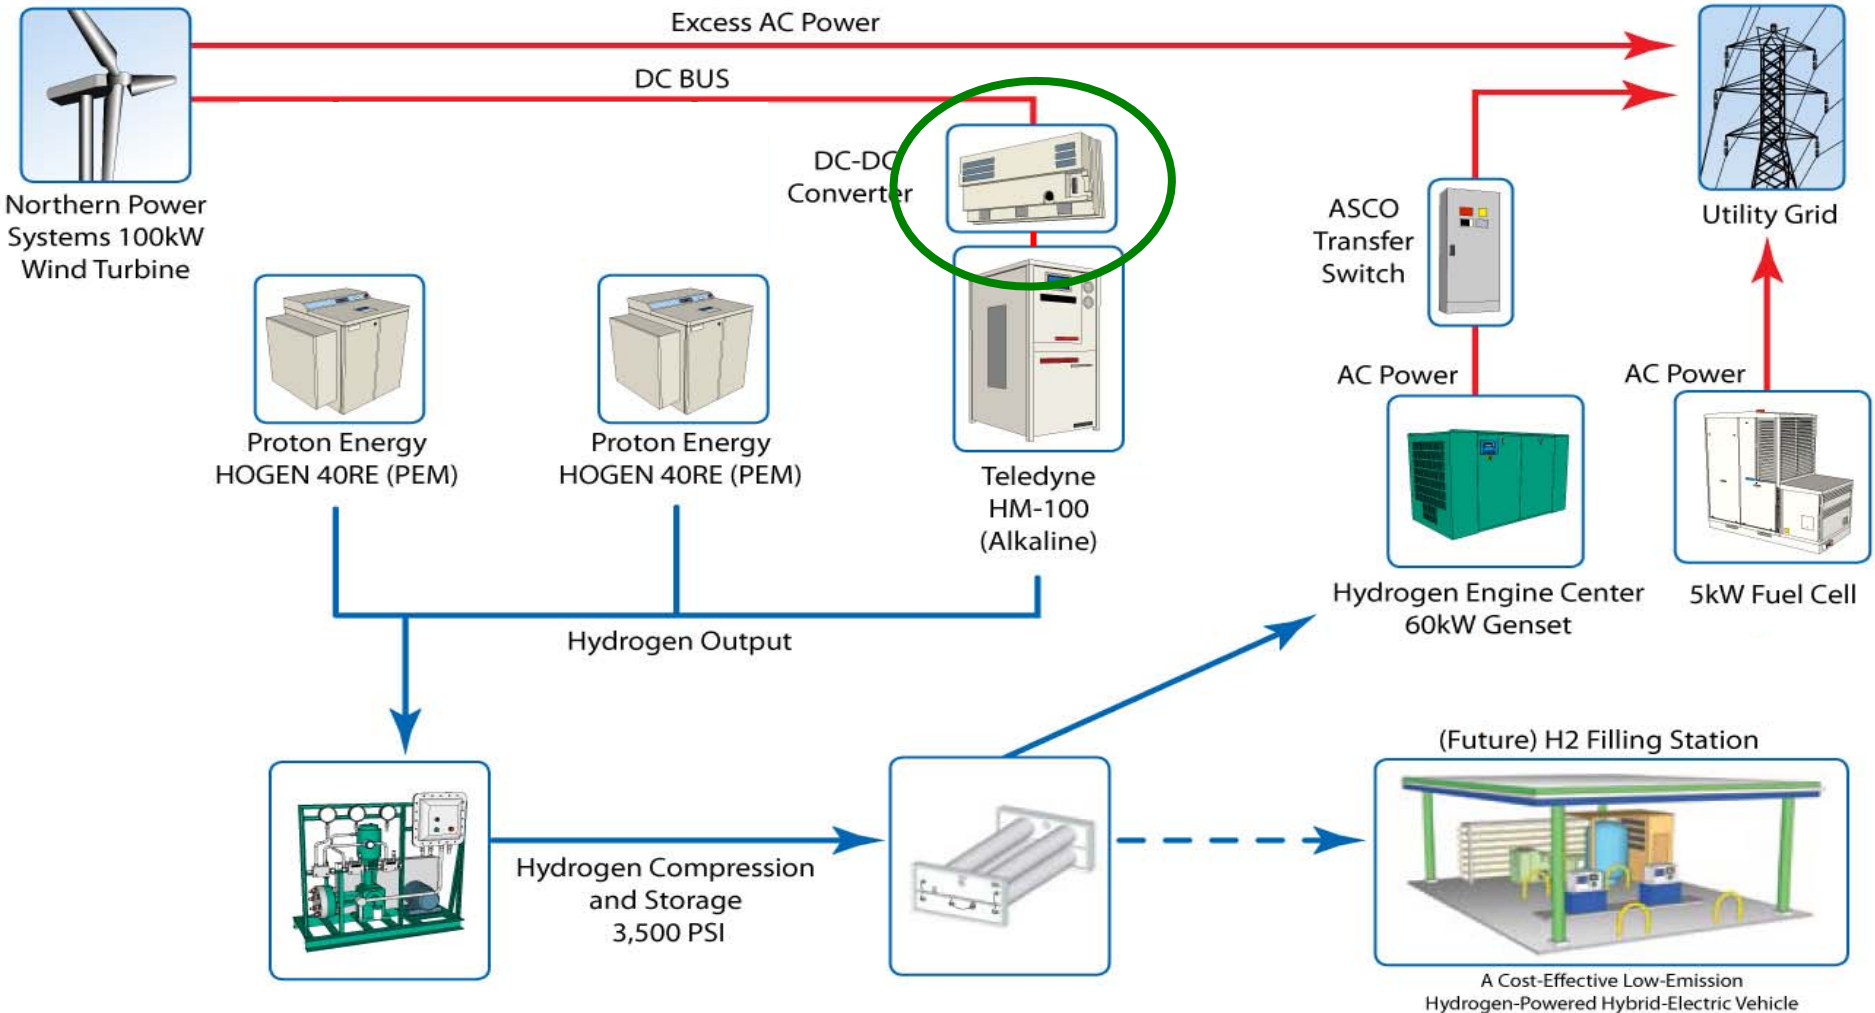 Excess AC Power
DC BUS
DC-DC
Converter
Northern Power
Systems 100kW
Wind Turbine
ASCO
Transfer
Switch
Utility Grid
AC Power
AC Power
Proton Energy
HOGEN 40RE (PEM)
Proton Energy
HOGEN 40RE (PEM)
Teledyne
HM-100
(Alkaline)
Hydrogen Engine Center
60kW Genset
5kW Fuel Cell
Hydrogen Output
Hydrogen Compression
and Storage
3,500 PSI
(Future) H2 Filling Station
A Cost-Effective Low-Emission
Hydrogen-Powered Hybrid-Electric Vehicle